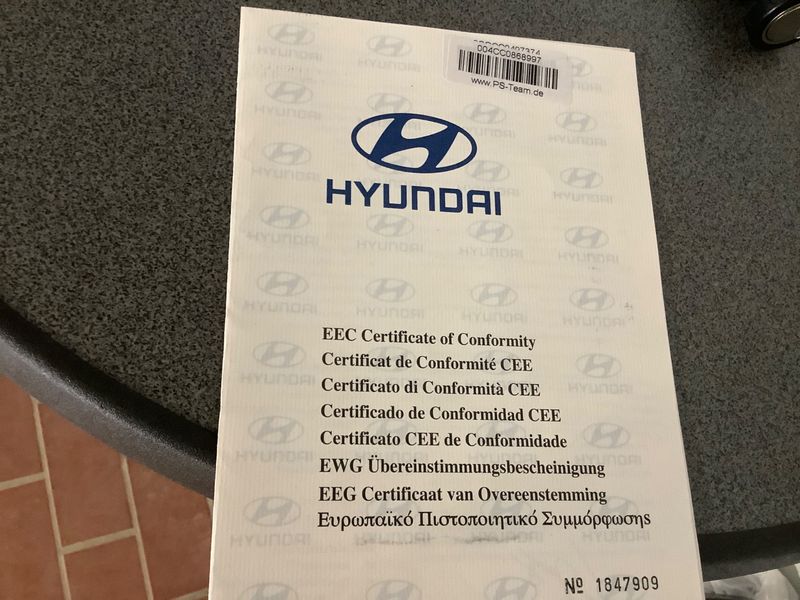 004CC0868997
www.PS-Team.de
HYUNDAI
EEC Certificate of Conformity
Certificat de Conformité CEE
Certificato di Conformità CEE
Certificado de Conformidad CEE
Certificato CEE de Conformidade
EWG Übereinstimmungsbescheinigung
EEG Certificaat van Overeenstemming
Ευρωπαϊκό Πιστοποιητικό Συμμόρφωσης
Nº 1847909